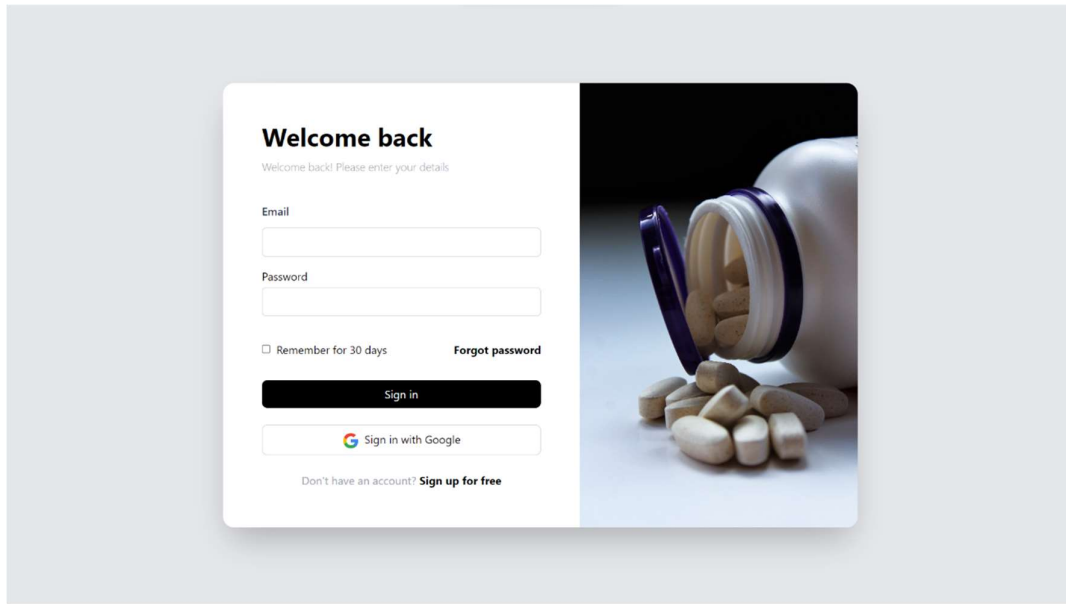 Welcome back
Welcome back! Please enter your details
Email
Password
Remember for 30 days
Forgot password
Sign in
Sign in with Google
Don't have an account? Sign up for free